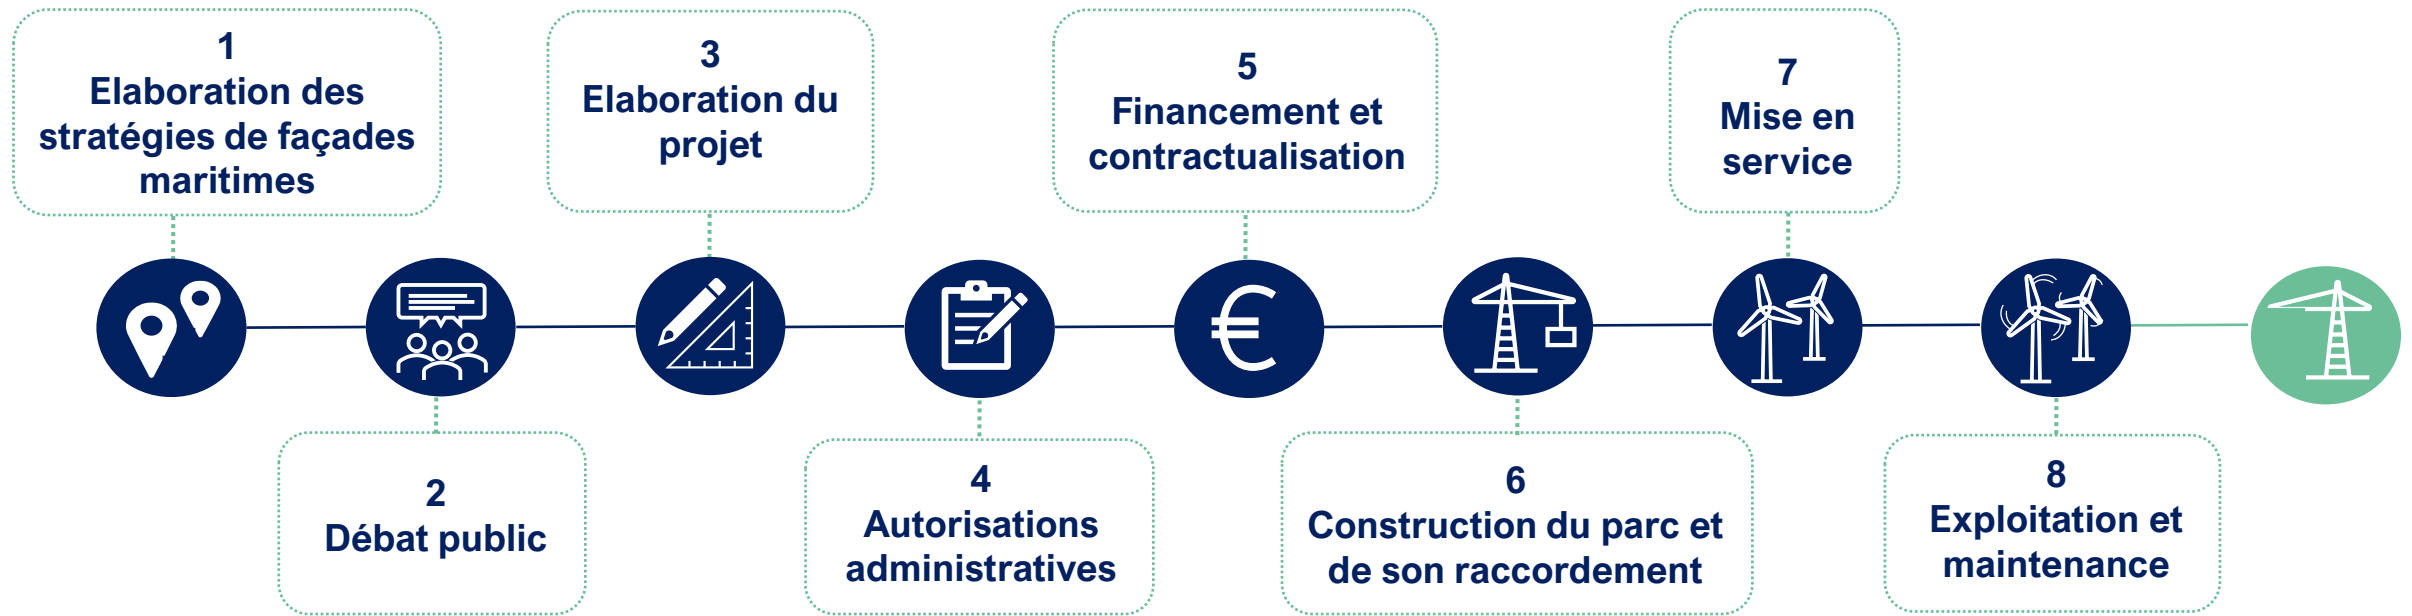 1
Elaboration des
stratégies de façades
maritimes
2
Débat public
3
Elaboration du
projet
4
Autorisations
administratives
5
Financement et
contractualisation
6
Construction du parc et
de son raccordement
7
Mise en
service
8
Exploitation et
maintenance